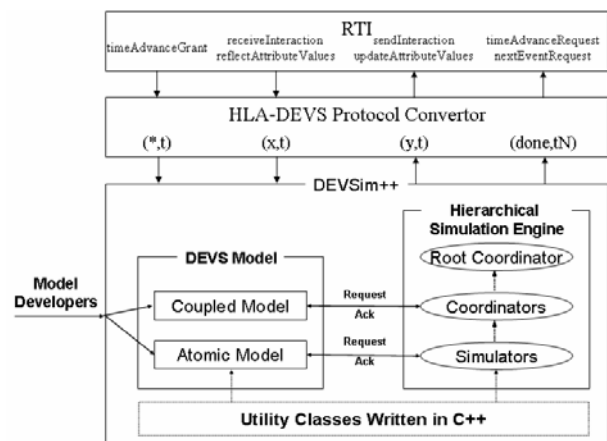 RTI
timeAdvanceGrant
receiveInteraction
reflectAttributeValues
sendInteraction
updateAttributeValues
timeAdvanceRequest
nextEventRequest
HLA-DEVS Protocol Convertor
(*,t)
(x,t)
(y,t)
(done,tN)
DEVSim++
Hierarchical
Simulation Engine
DEVS Model
Root Coordinator
Model
Developers
Coupled Model
Request
Ack
Coordinators
Atomic Model
Request
Ack
Simulators
Utility Classes Written in C++